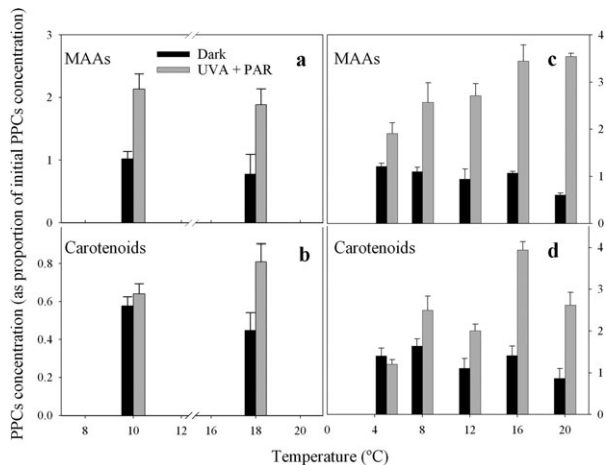 PPCs concentration (as proportion of initial PPCs concentration)
3
2
1
0
MAAs
Dark
UVA + PAR
a
MAAs
c
4
3
2
1
0
0.8
0.6
0.4
0.2
0.0
Carotenoids
b
Carotenoids
d
4
3
2
1
0
8 10 12 16 18 20
0 4 8 12 16 20
Temperature (ºC)